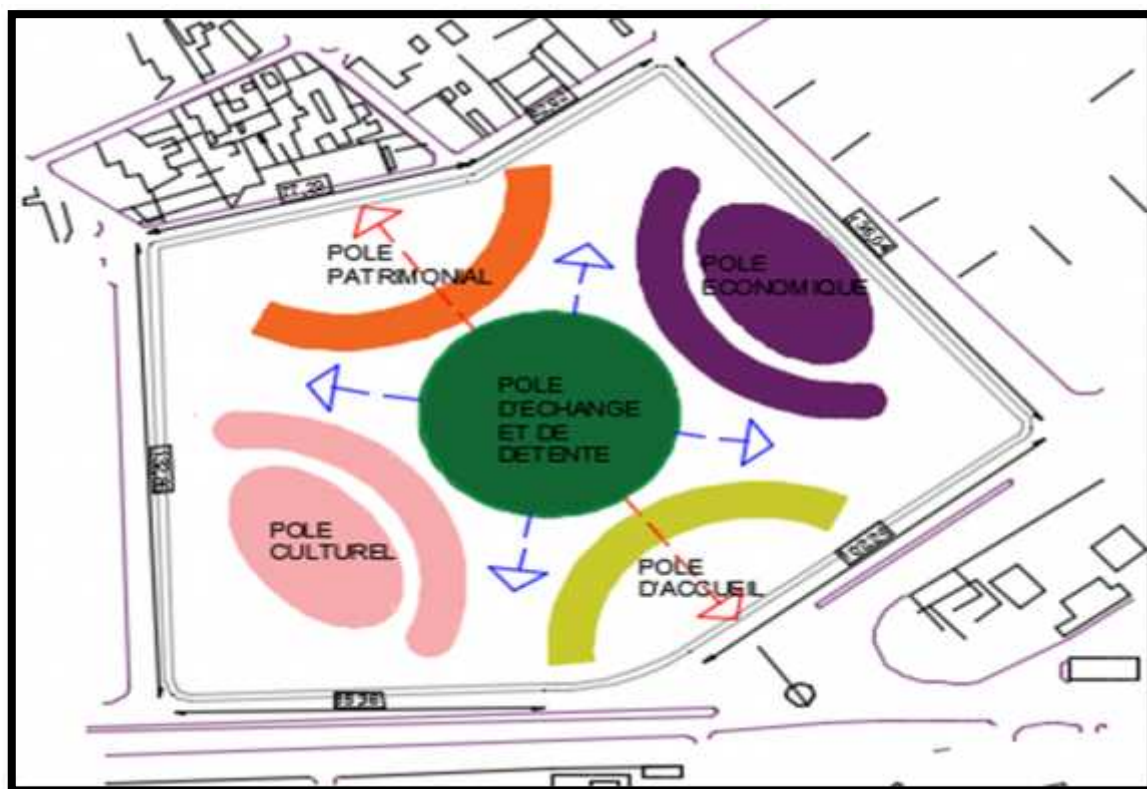 POLE
PATRIMONIAL
POLE
ECONOMIQUE
POLE
D'ECHANGE
ET DE
DETENTE
POLE
CULTUREL
POLE
D'ACCUEIL